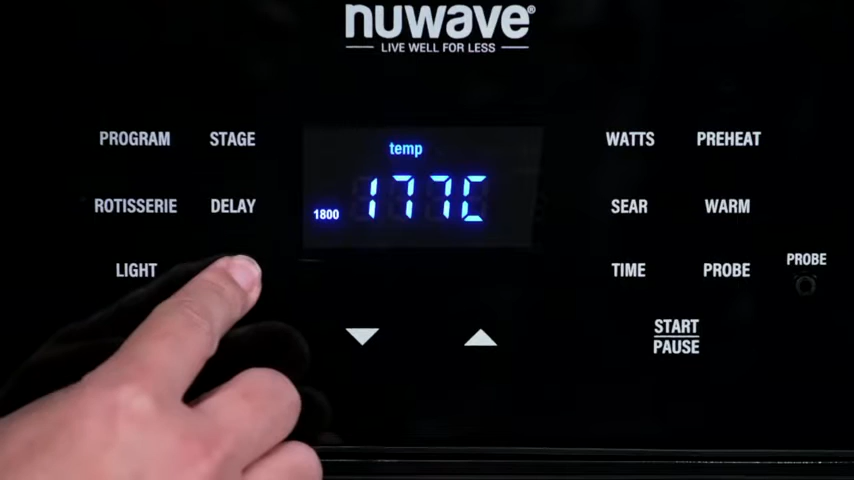 nuwave®
LIVE WELL FOR LESS
PROGRAM STAGE
temp
WATTS PREHEAT
ROTISSERIE DELAY
1800 177C
SEAR WARM
LIGHT
TIME PROBE
PROBE
START
PAUSE